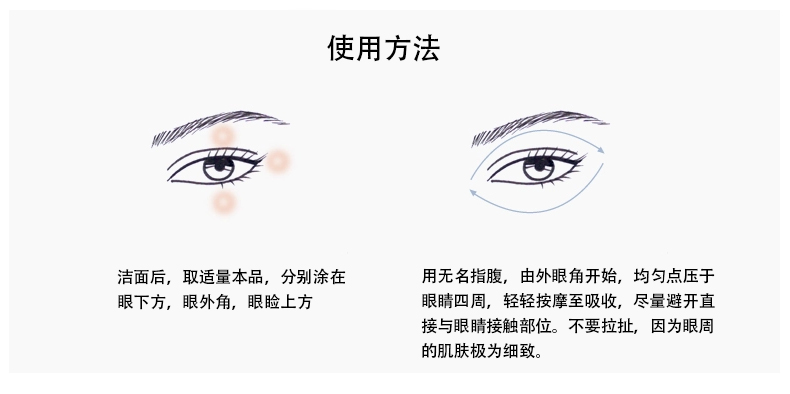 使用方法
洁面后，取适量本品，分别涂在
眼下方，眼外角，眼睑上方
用无名指腹，由外眼角开始，均匀点压于
眼睛四周，轻轻按摩至吸收，尽量避开直
接与眼睛接触部位。不要拉扯，因为眼周
的肌肤极为细致。